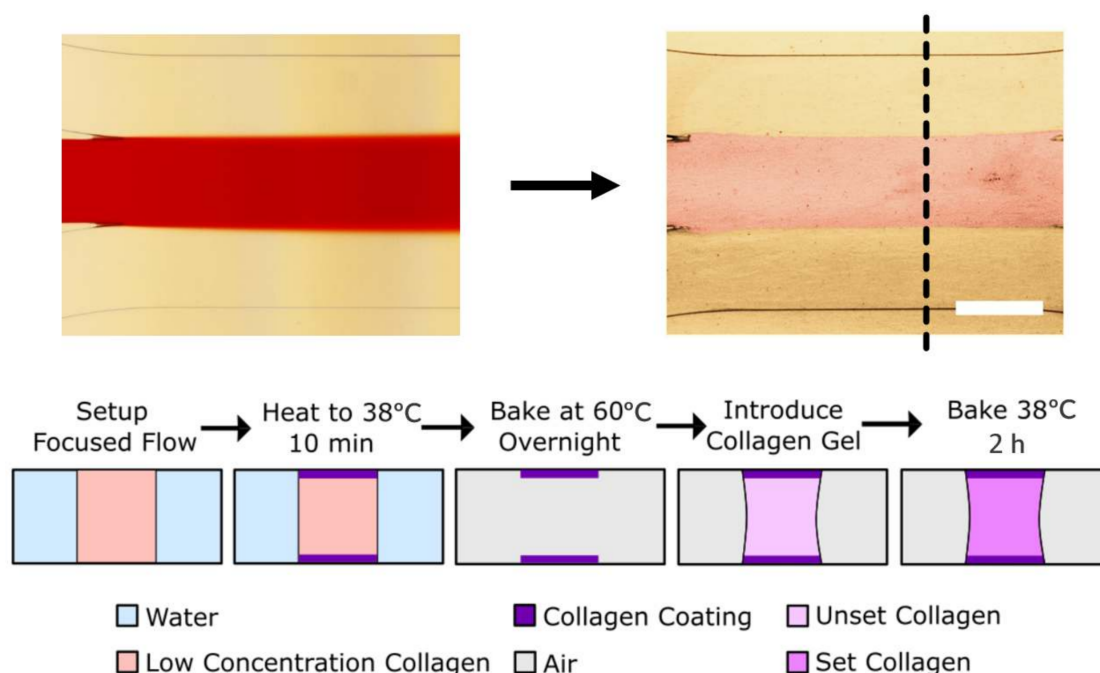 Setup
Focused Flow
Heat to 38°C
10 min
Bake at 60°C
Overnight
Introduce
Collagen Gel
Bake 38°C
2 h
Water
Collagen Coating
Unset Collagen
Low Concentration Collagen
Air
Set Collagen